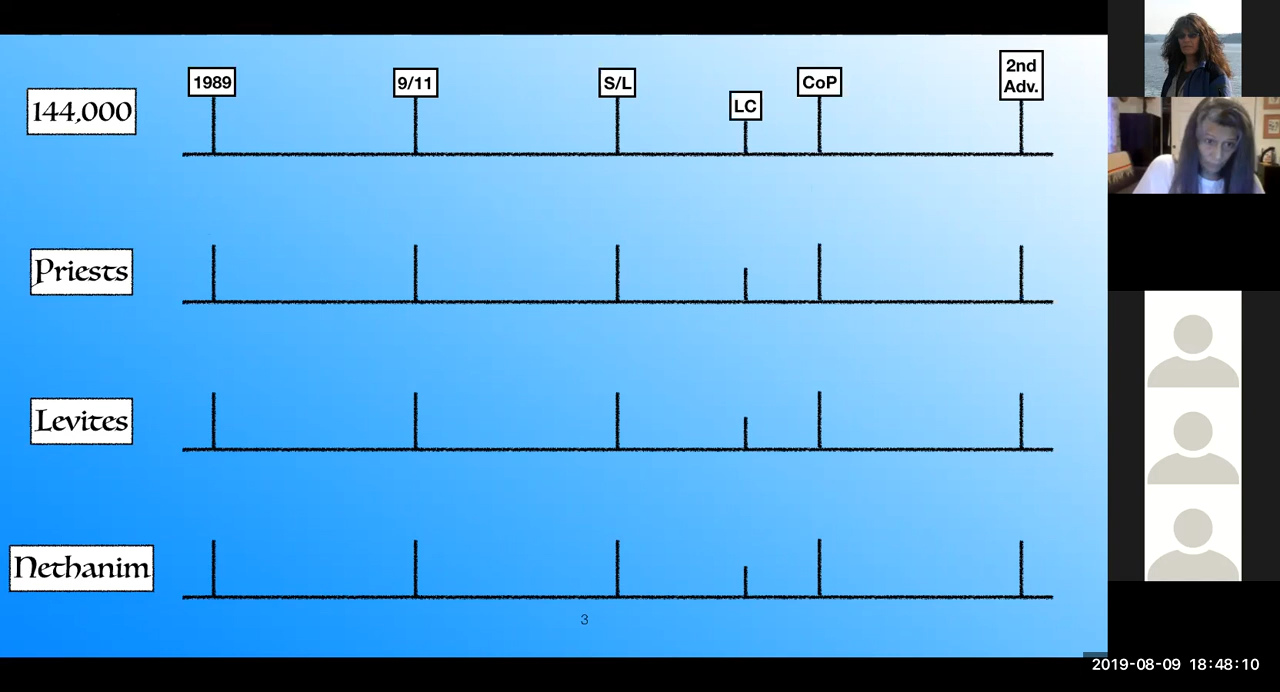 1989
9/11
S/L
LC
CoP
2nd
Adv.
144,000
Priests
Levites
Nethanim
3
2019-08-09 18:48:10